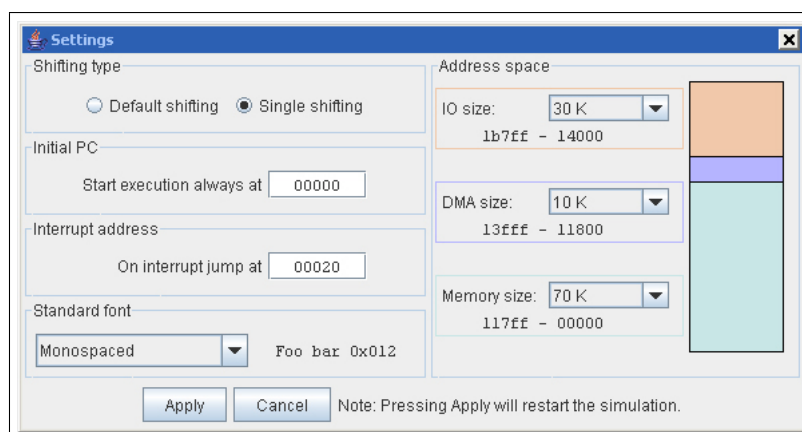 Settings
Shifting type
Default shifting Single shifting
Initial PC
Start execution always at 00000
Interrupt address
On interrupt jump at 00020
Standard font
Monospaced Foo bar 0x012
Address space
IO size: 30 K
1b7ff - 14000
DMA size: 10 K
13fff - 11800
Memory size: 70 K
117ff - 00000
Apply Cancel Note: Pressing Apply will restart the simulation.